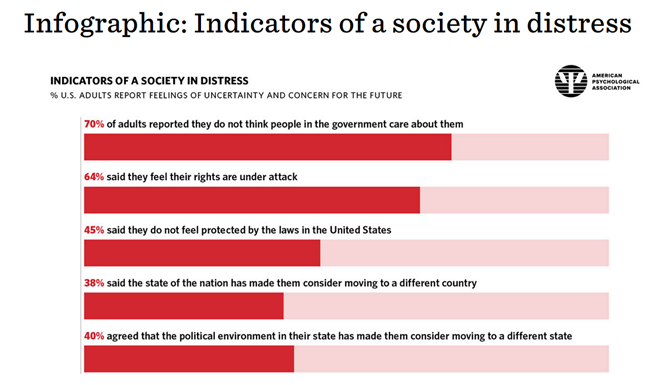 Infographic: Indicators of a society in distress
INDICATORS OF A SOCIETY IN DISTRESS
% U.S. ADULTS REPORT FEELINGS OF UNCERTAINTY AND CONCERN FOR THE FUTURE
AMERICAN
PSYCHOLOGICAL
ASSOCIATION
70% of adults reported they do not think people in the government care about them
64% said they feel their rights are under attack
45% said they do not feel protected by the laws in the United States
38% said the state of the nation has made them consider moving to a different country
40% agreed that the political environment in their state has made them consider moving to a different state